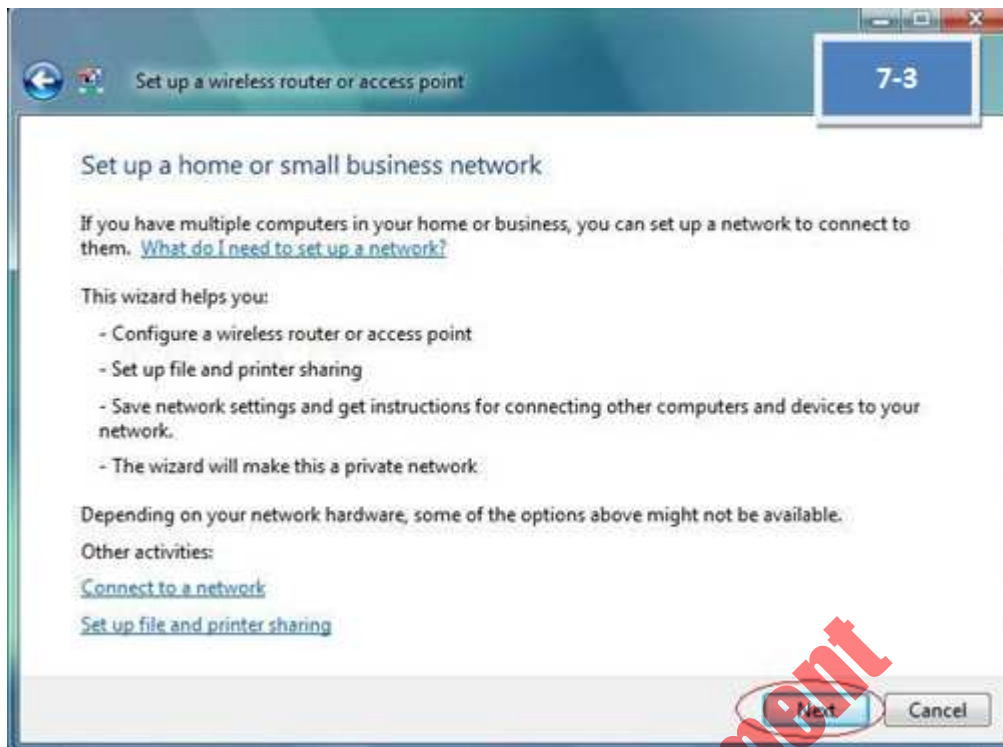 Set up a wireless router or access point
7-3
Set up a home or small business network
If you have multiple computers in your home or business, you can set up a network to connect to
them. What do I need to set up a network?
This wizard helps you:
- Configure a wireless router or access point
- Set up file and printer sharing
- Save network settings and get instructions for connecting other computers and devices to your
network.
- The wizard will make this a private network
Depending on your network hardware, some of the options above might not be available.
Other activities:
Connect to a network
Set up file and printer sharing
Next Cancel